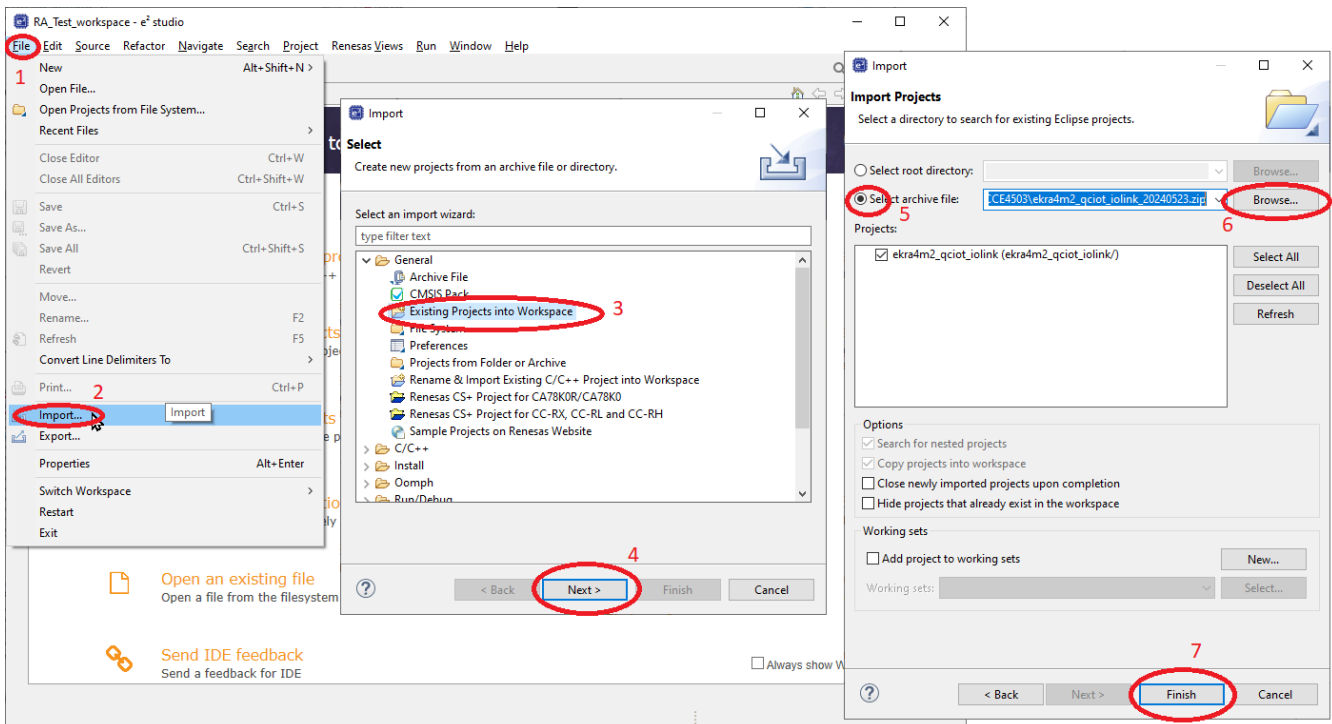 RA_Test_workspace - e² studio
File Edit Source Refactor Navigate Search Project Renesas Views Run Window Help
1
New Alt+Shift+N >
Open File...
Open Projects from File System...
Recent Files >
Close Editor Ctrl+W
Close All Editors Ctrl+Shift+W
Save Ctrl+S
Save As...
Save All Ctrl+Shift+S
Revert
Move...
Rename... F2
Refresh F5
Convert Line Delimiters To >
Print... Ctrl+P
2
Import... Import
Export...
Properties Alt+Enter
Switch Workspace >
Restart
Exit
Open an existing file
Open a file from the filesystem
Send IDE feedback
Send a feedback for IDE
Always show W
Import
Select
Create new projects from an archive file or directory.
Select an import wizard:
type filter text
General
Archive File
CMSIS Pack
Existing Projects into Workspace 3
File System
Preferences
Projects from Folder or Archive
Rename & Import Existing C/C++ Project into Workspace
Renesas CS+ Project for CA78K0R/CA78K0
Renesas CS+ Project for CC-RX, CC-RL and CC-RH
Sample Projects on Renesas Website
> C/C++
> Install
> Oomph
> Run/Debug
4
? < Back Next > Finish Cancel
Import
Import Projects
Select a directory to search for existing Eclipse projects.
Select root directory: Browse...
Select archive file: CE4503\ekra4m2_qciot_iolink_20240523.zip Browse...
5 6
Projects:
ekra4m2_qciot_iolink (ekra4m2_qciot_iolink/)
Select All
Deselect All
Refresh
Options
Search for nested projects
Copy projects into workspace
Close newly imported projects upon completion
Hide projects that already exist in the workspace
Working sets
Add project to working sets New...
Working sets: Select...
7
? < Back Next > Finish Cancel